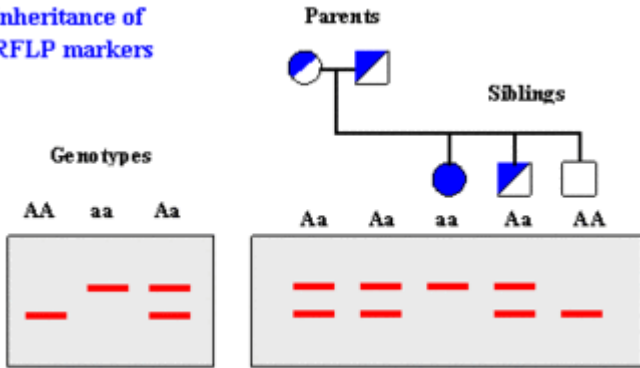 nheritance of
RFLP markers
Parents
Siblings
Genotypes
AA aa Aa
Aa Aa aa Aa AA